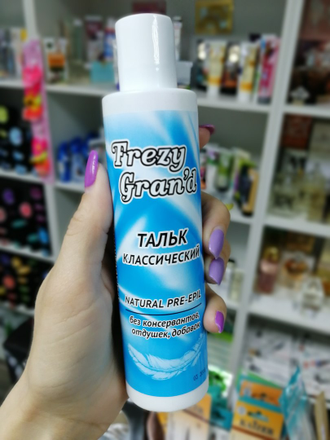 Frezy
Gran'd
ТАЛЬК
КЛАССИЧЕСКИЙ
NATURAL PRE-EPIL
без консервантов,
отдушек, добавок